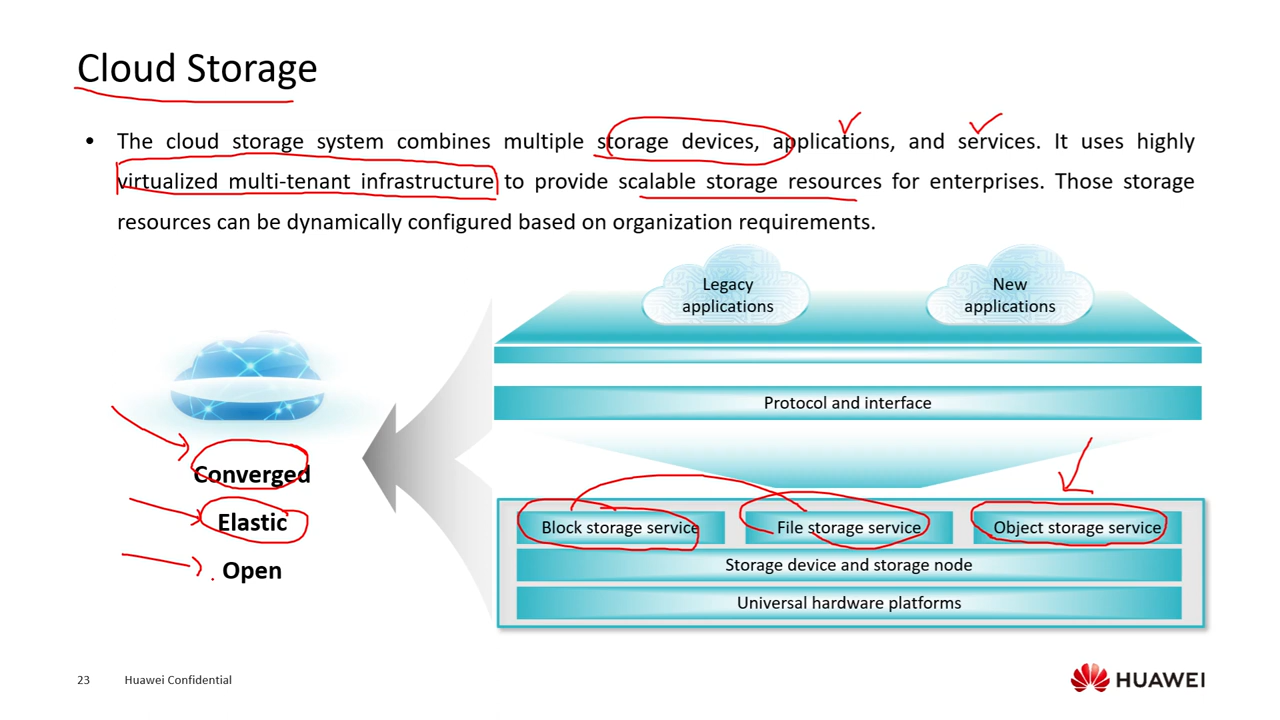 Cloud Storage
• The cloud storage system combines multiple storage devices, applications, and services. It uses highly
virtualized multi-tenant infrastructure to provide scalable storage resources for enterprises. Those storage
resources can be dynamically configured based on organization requirements.
Legacy
applications
New
applications
Protocol and interface
Converged
Elastic
Open
Block storage service
File storage service
Object storage service
Storage device and storage node
Universal hardware platforms
23
Huawei Confidential
HUAWEI